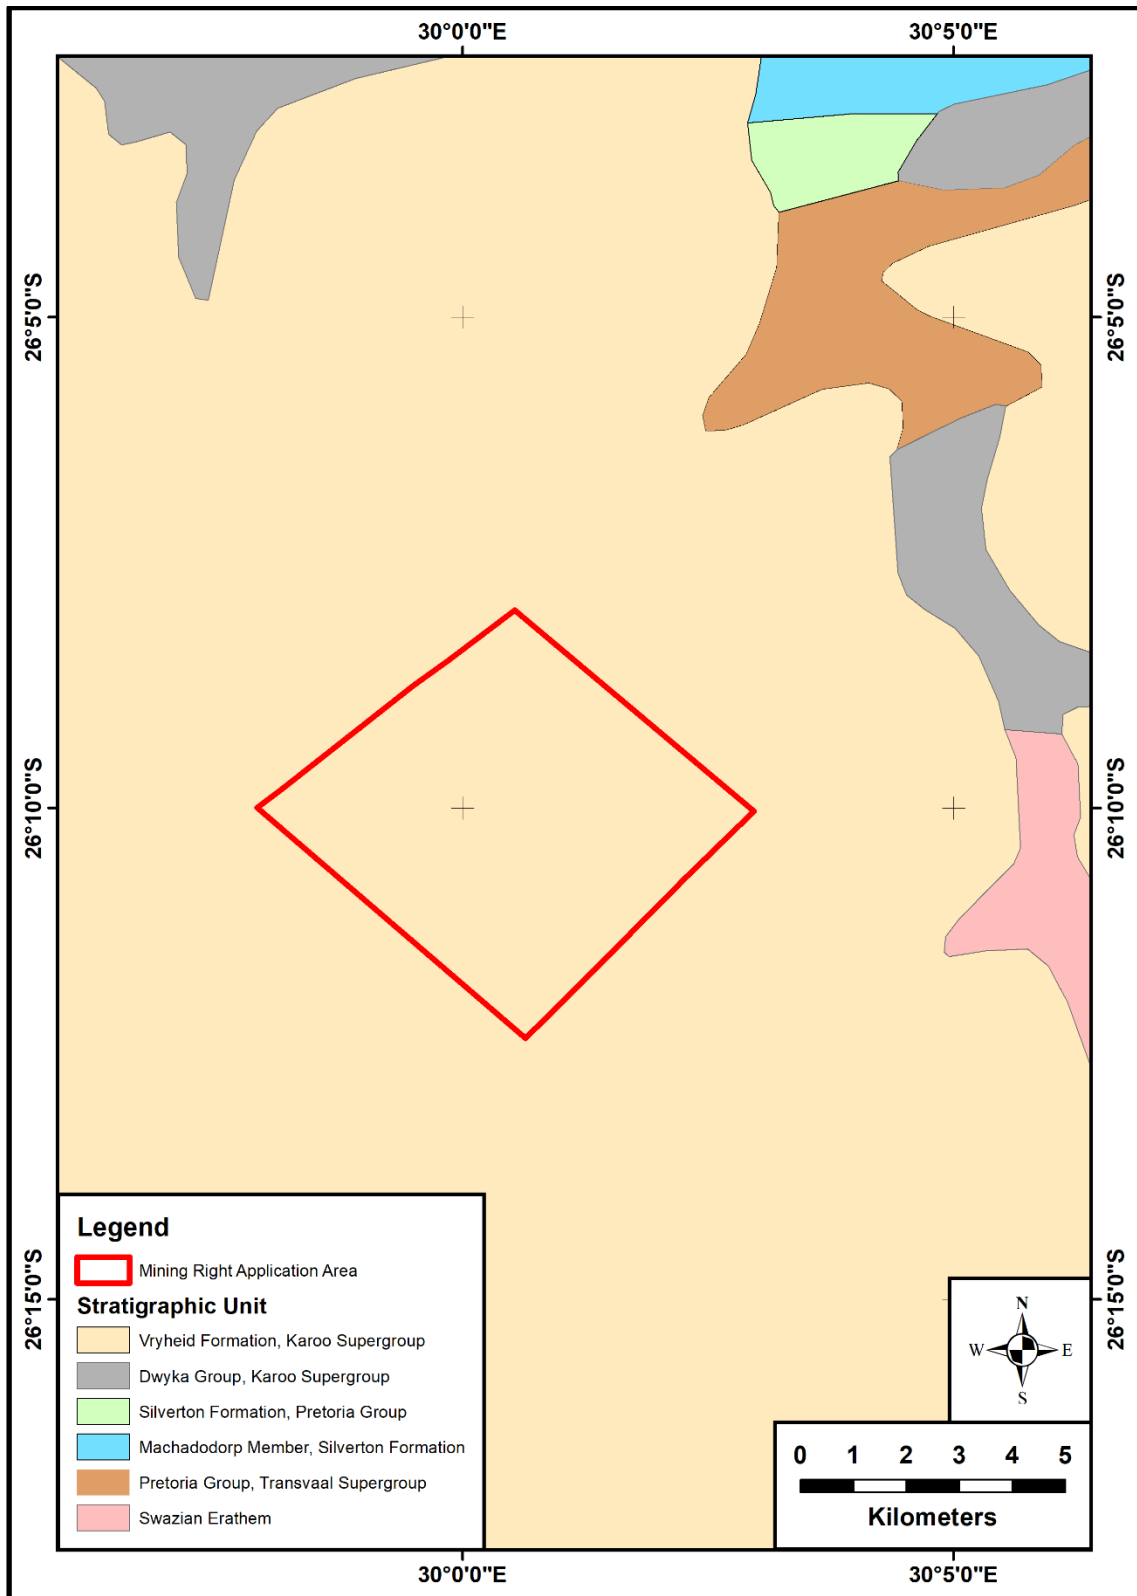 30°0'0"E 30°5'0"E
26°5'0"S 26°5'0"S
26°10'0"S 26°10'0"S
26°15'0"S 26°15'0"S
Legend
Mining Right Application Area
Stratigraphic Unit
Vryheid Formation, Karoo Supergroup
Dwyka Group, Karoo Supergroup
Silverton Formation, Pretoria Group
Machadodorp Member, Silverton Formation
Pretoria Group, Transvaal Supergroup
Swazian Erathem
N
W E
S
0 1 2 3 4 5
Kilometers
30°0'0"E 30°5'0"E